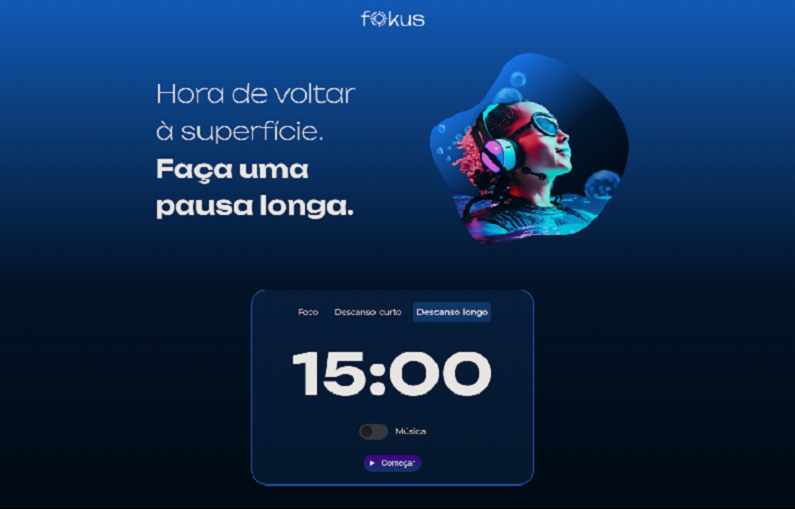 fokus
Hora de voltar
à superfície.
Faça uma
pausa longa.
Foco Descanso curto Descanso longo
15:00
Música
Começar